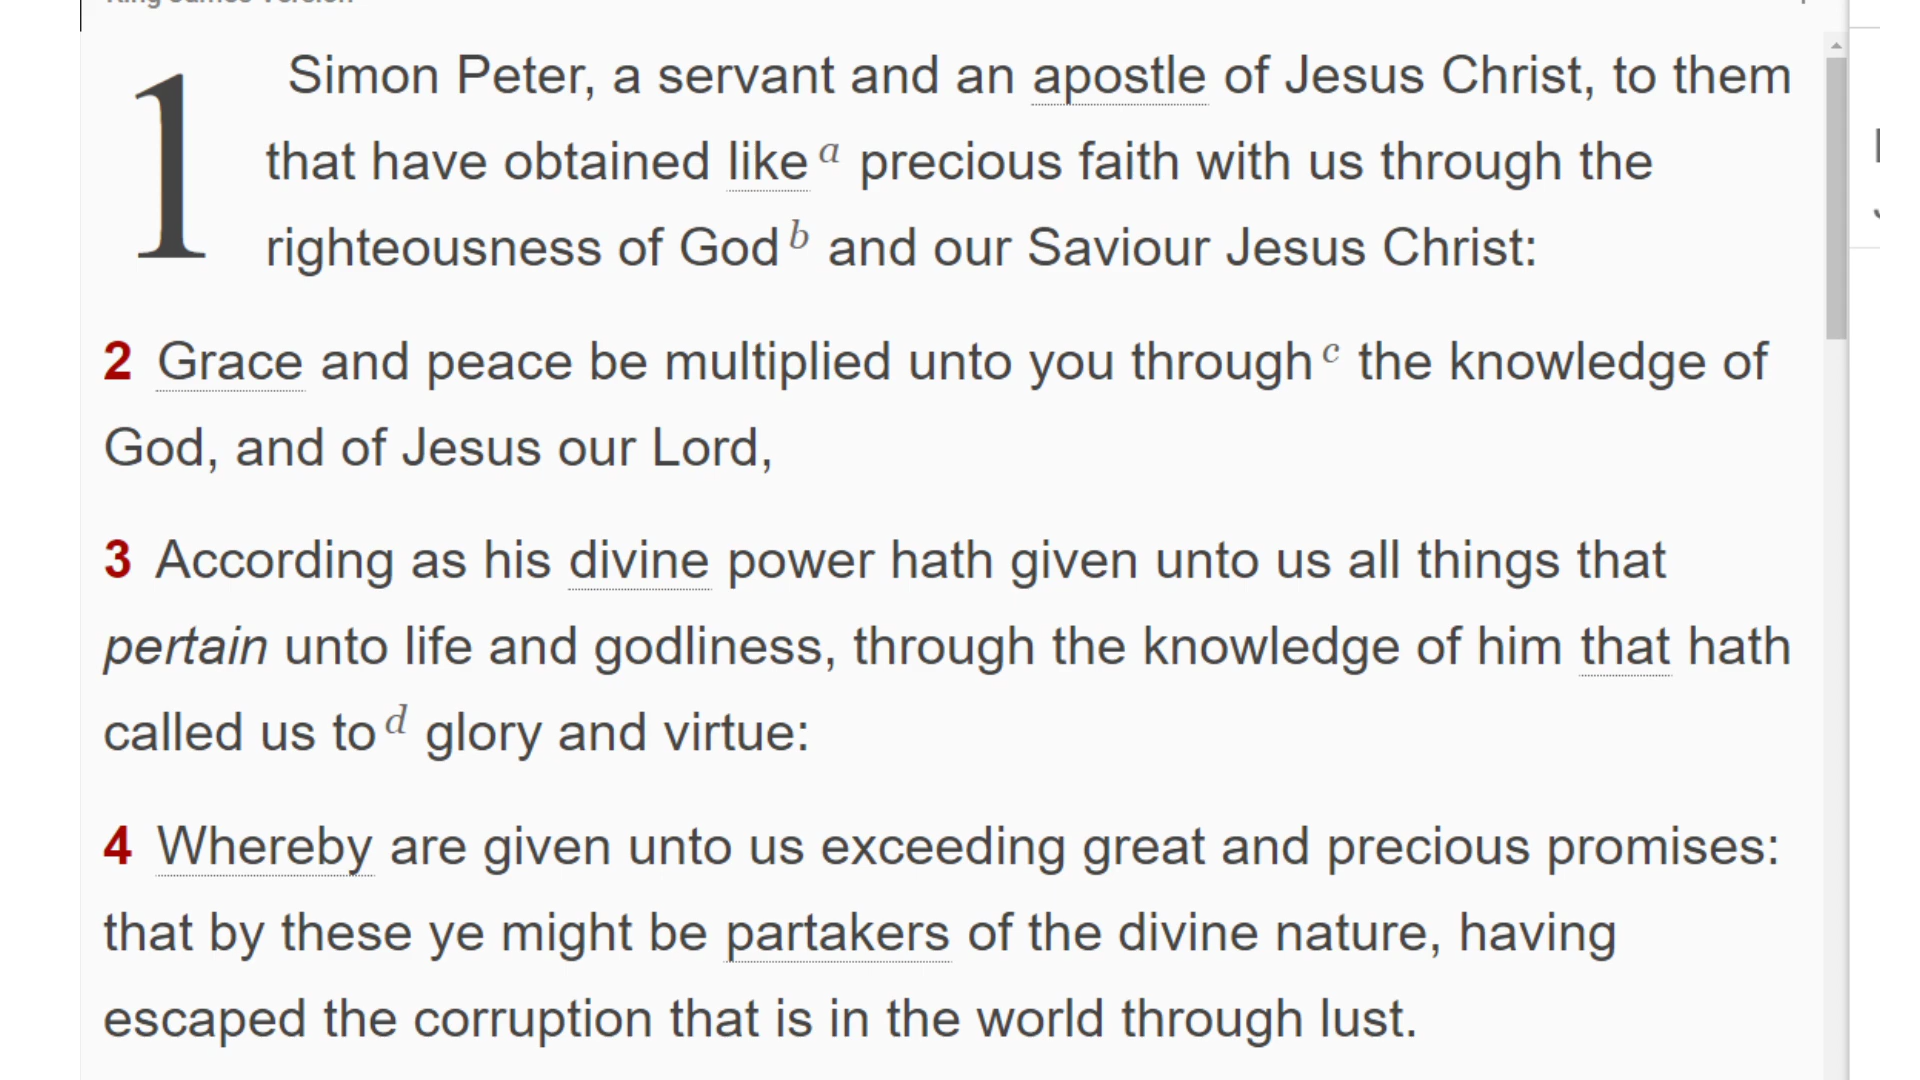 King James Version
1 Simon Peter, a servant and an apostle of Jesus Christ, to them
that have obtained like a precious faith with us through the
righteousness of God b and our Saviour Jesus Christ:
2 Grace and peace be multiplied unto you through c the knowledge of
God, and of Jesus our Lord,
3 According as his divine power hath given unto us all things that
pertain unto life and godliness, through the knowledge of him that hath
called us to d glory and virtue:
4 Whereby are given unto us exceeding great and precious promises:
that by these ye might be partakers of the divine nature, having
escaped the corruption that is in the world through lust.